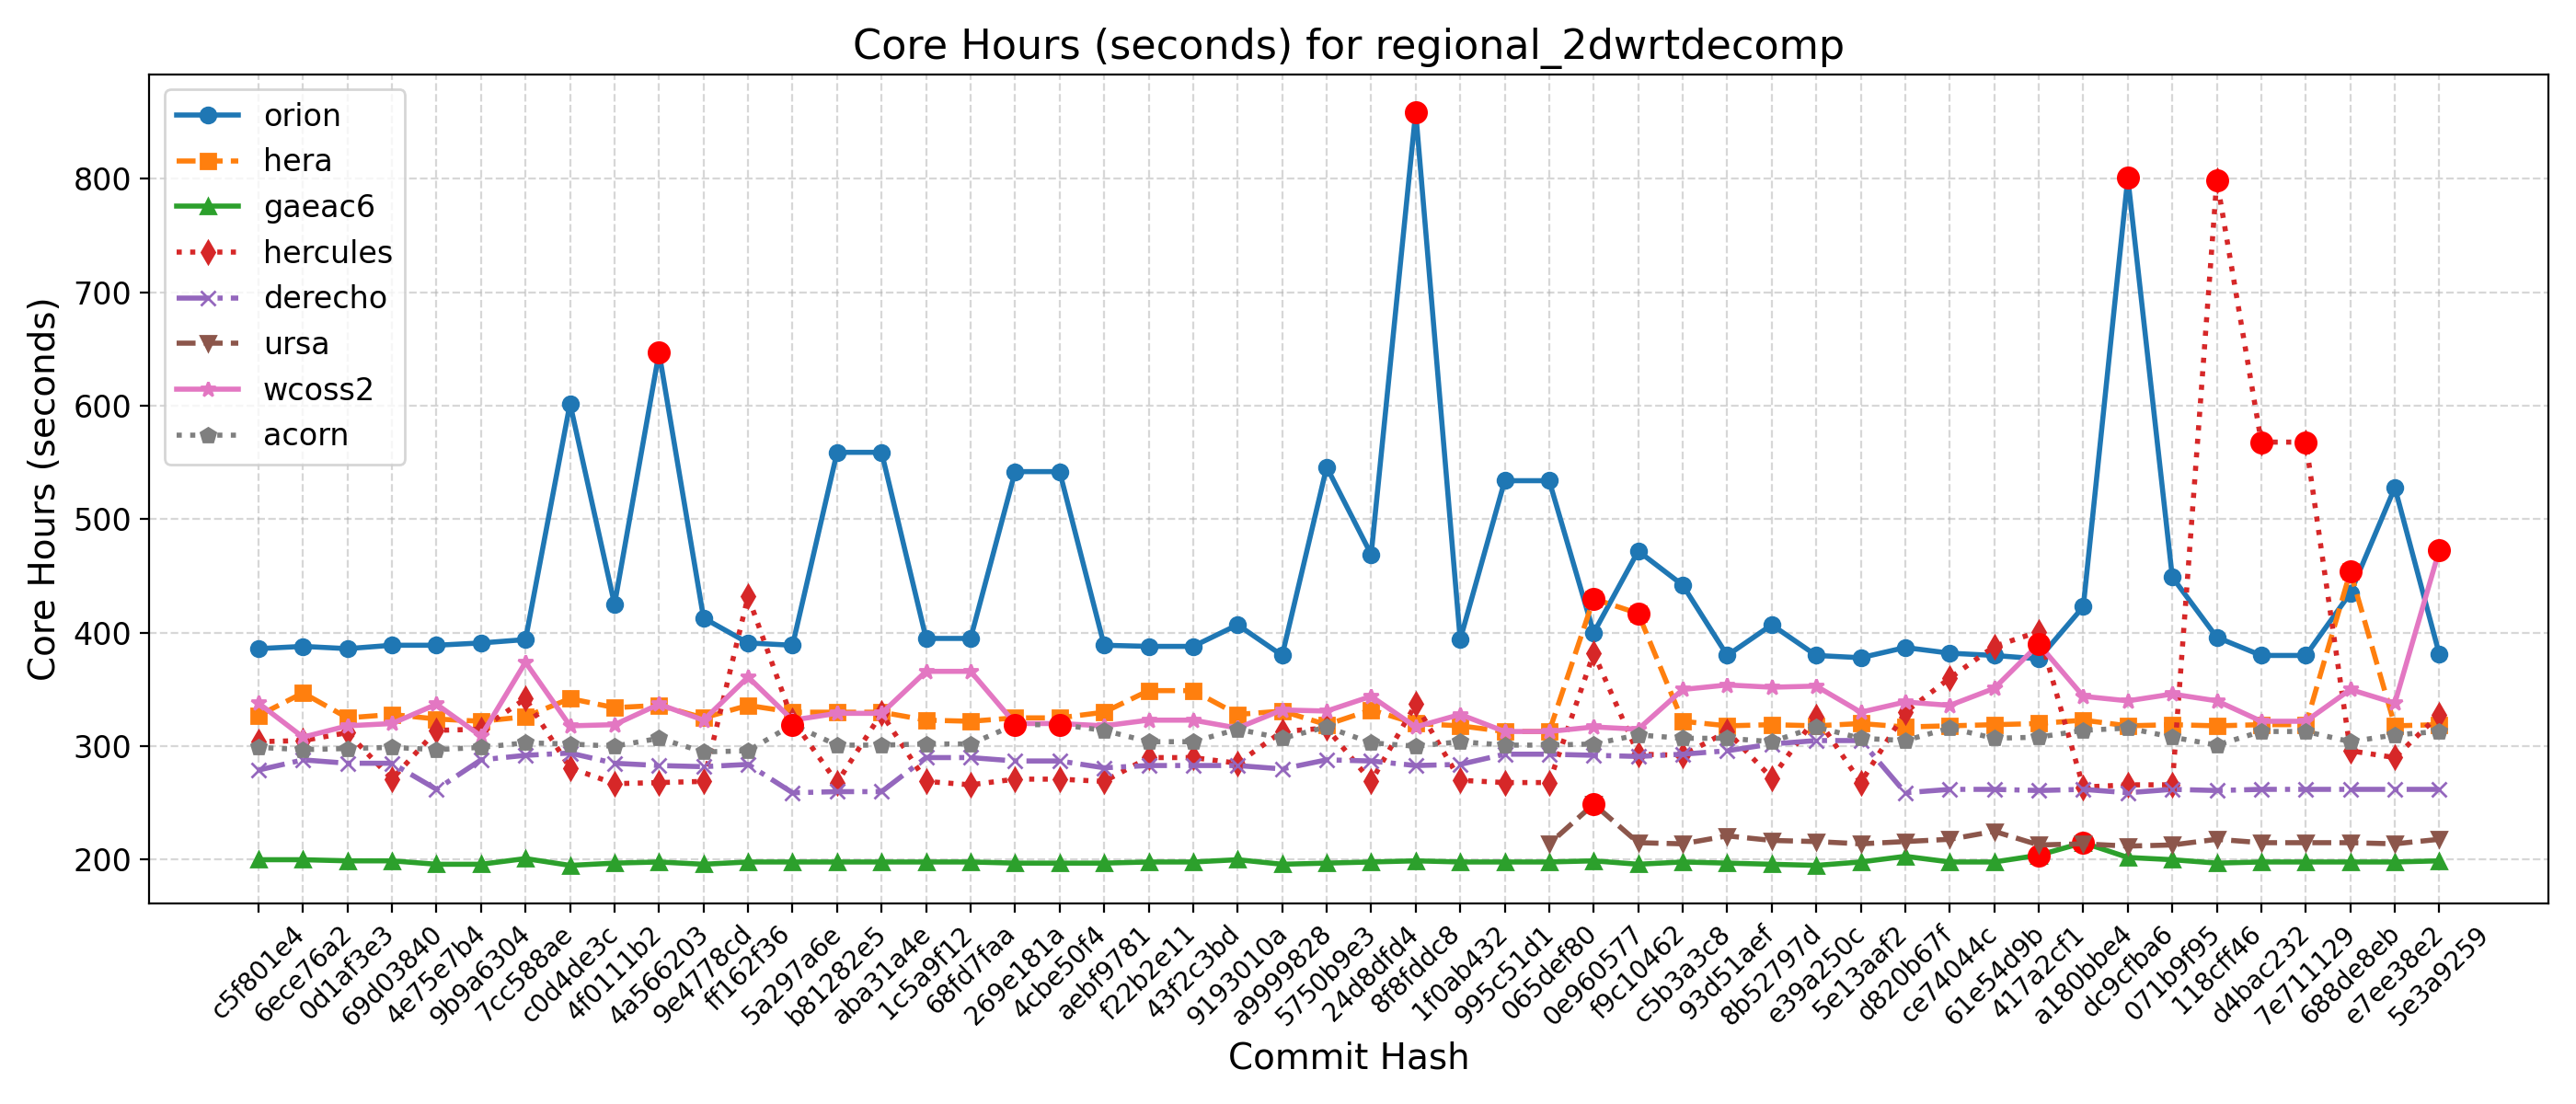 Core Hours (seconds) for regional_2dwrtdecomp
Core Hours (seconds)
800
700
600
500
400
300
200
orion
hera
gaeac6
hercules
derecho
ursa
wcoss2
acorn
c5f801e4
6ece76a2
0d1af3e3
69d03840
4e75e7b4
9b9a6304
7cc588ae
c0d4de3c
4f0111b2
4a566203
9e4778cd
ff162f36
5a297a6e
b81282e5
aba31a4e
1c5a9f12
68fd7faa
269e181a
4cbe50f4
aebf9781
f22b2e11
43f2c3bd
9193010a
a9999828
5750b9e3
24d8dfd4
8f8fddc8
1f0ab432
995c51d1
065def80
0e960577
f9c10462
c5b3a3c8
93d51aef
8b52797d
e39a250c
5e13aaf2
d820b67f
ce74044c
61e54d9b
417a2cf1
a180bbe4
dc9cfba6
071b9f95
118cff46
d4bac232
7e711129
688de8eb
e7ee38e2
5e3a9259
Commit Hash